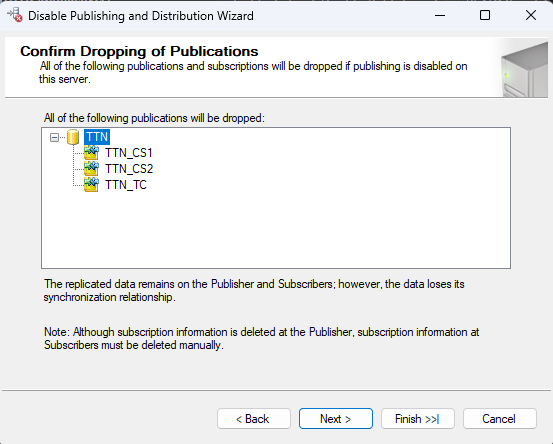 Disable Publishing and Distribution Wizard
Confirm Dropping of Publications
All of the following publications and subscriptions will be dropped if publishing is disabled on
this server.
All of the following publications will be dropped:
TTN
TTN_CS1
TTN_CS2
TTN_TC
The replicated data remains on the Publisher and Subscribers; however, the data loses its
synchronization relationship.
Note: Although subscription information is deleted at the Publisher, subscription information at
Subscribers must be deleted manually.
< Back
Next >
Finish >>|
Cancel